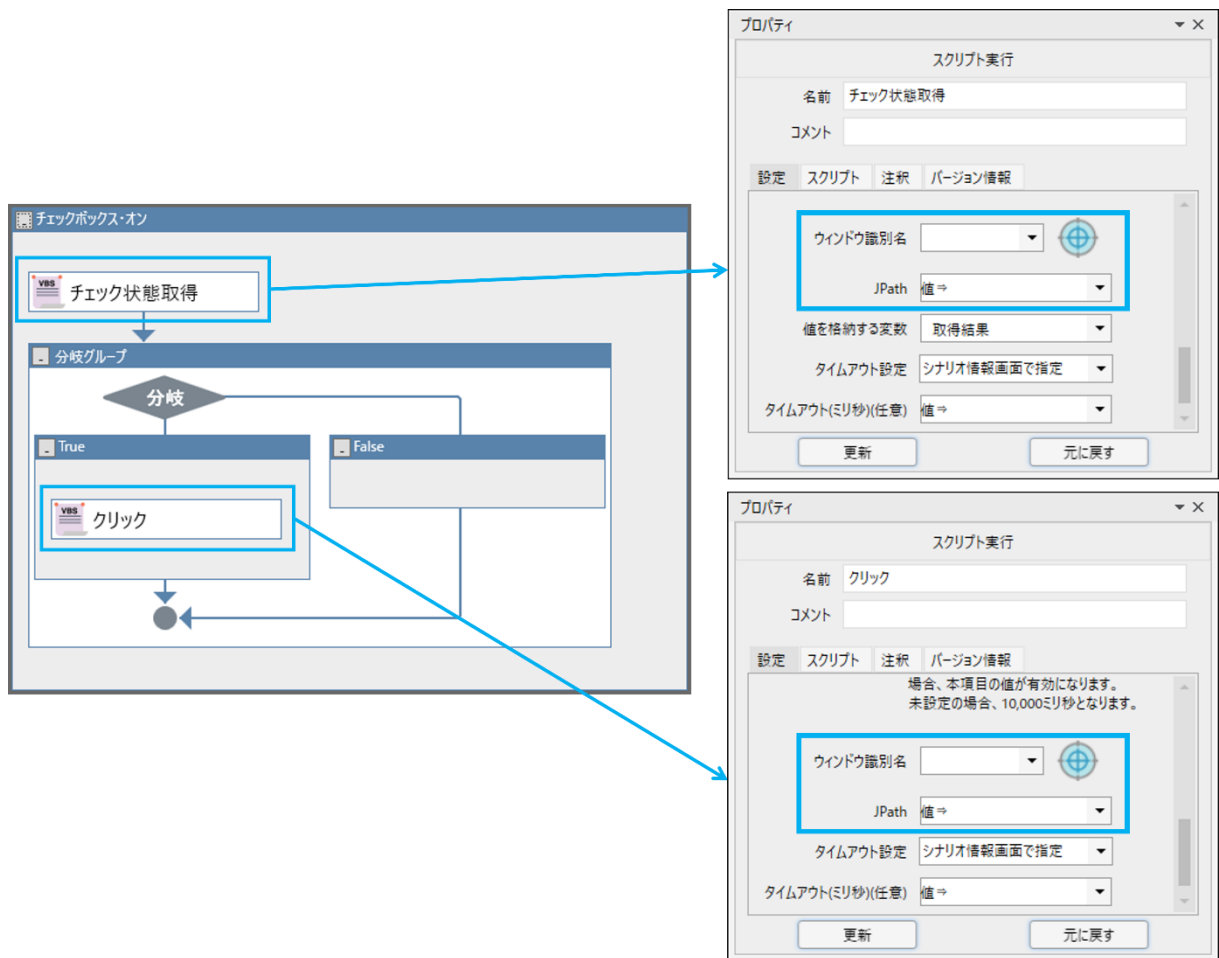 チェックボックス・オン
VBS
チェック状態取得
分岐グループ
分岐
True
False
VBS
クリック
プロパティ
スクリプト実行
名前 チェック状態取得
コメント
設定 スクリプト 注釈 バージョン情報
ウィンドウ識別名
JPath 値⇒
値を格納する変数 取得結果
タイムアウト設定 シナリオ情報画面で指定
タイムアウト(ミリ秒)(任意) 値⇒
更新 元に戻す
プロパティ
スクリプト実行
名前 クリック
コメント
設定 スクリプト 注釈 バージョン情報
場合、本項目の値が有効になります。
未設定の場合、10,000ミリ秒となります。
ウィンドウ識別名
JPath 値⇒
タイムアウト設定 シナリオ情報画面で指定
タイムアウト(ミリ秒)(任意) 値⇒
更新 元に戻す